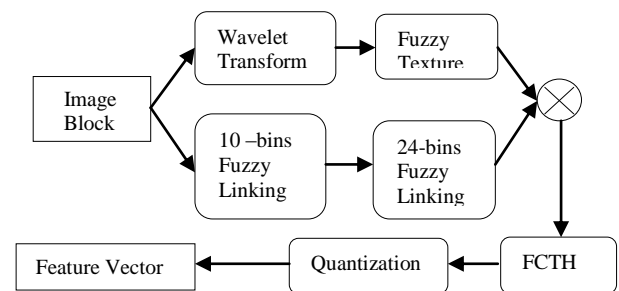 Wavelet
Transform
Fuzzy
Texture
Image
Block
10 –bins
Fuzzy
Linking
24-bins
Fuzzy
Linking
Feature Vector
Quantization
FCTH